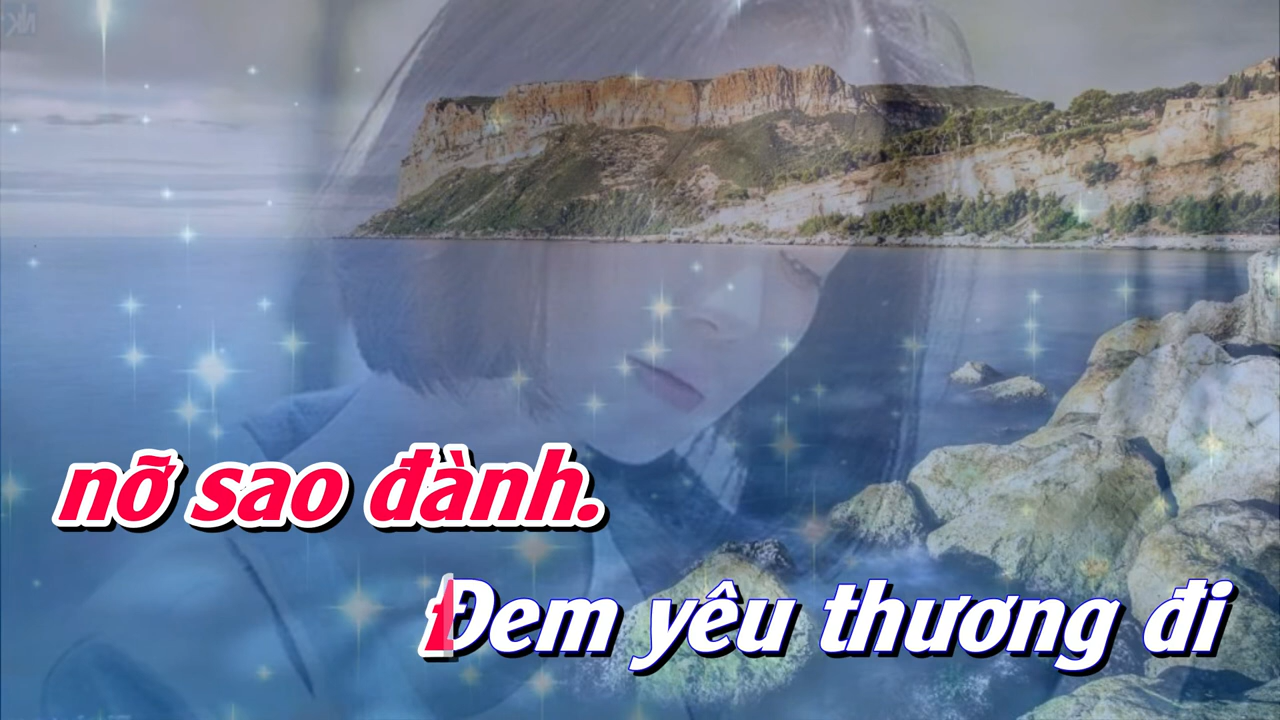 nỡ sao đành.
Đem yêu thương đi